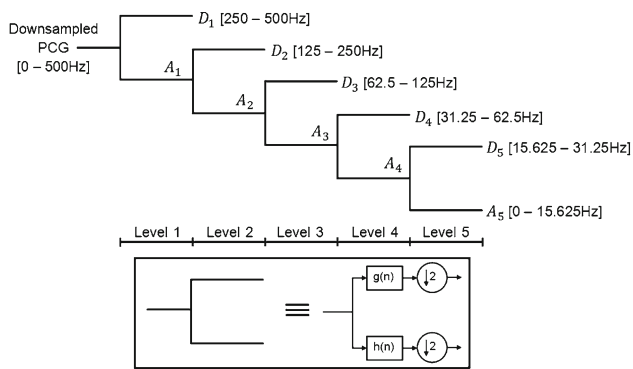 D₁ [250 – 500Hz]
Downsampled
PCG
[0 – 500Hz]
D₂ [125 – 250Hz]
A₁
D₃ [62.5 – 125Hz]
A₂
D₄ [31.25 – 62.5Hz]
A₃
D₅ [15.625 – 31.25Hz]
A₄
A₅ [0 – 15.625Hz]
Level 1 Level 2 Level 3 Level 4 Level 5
g(n) ↓2
≡
h(n) ↓2